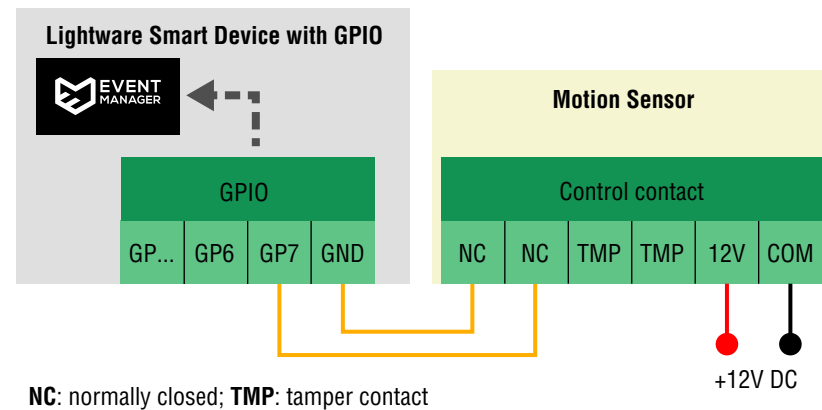 Lightware Smart Device with GPIO
EVENT
MANAGER
Motion Sensor
GPIO
Control contact
GP... GP6 GP7 GND
NC NC TMP TMP 12V COM
+12V DC
NC: normally closed; TMP: tamper contact